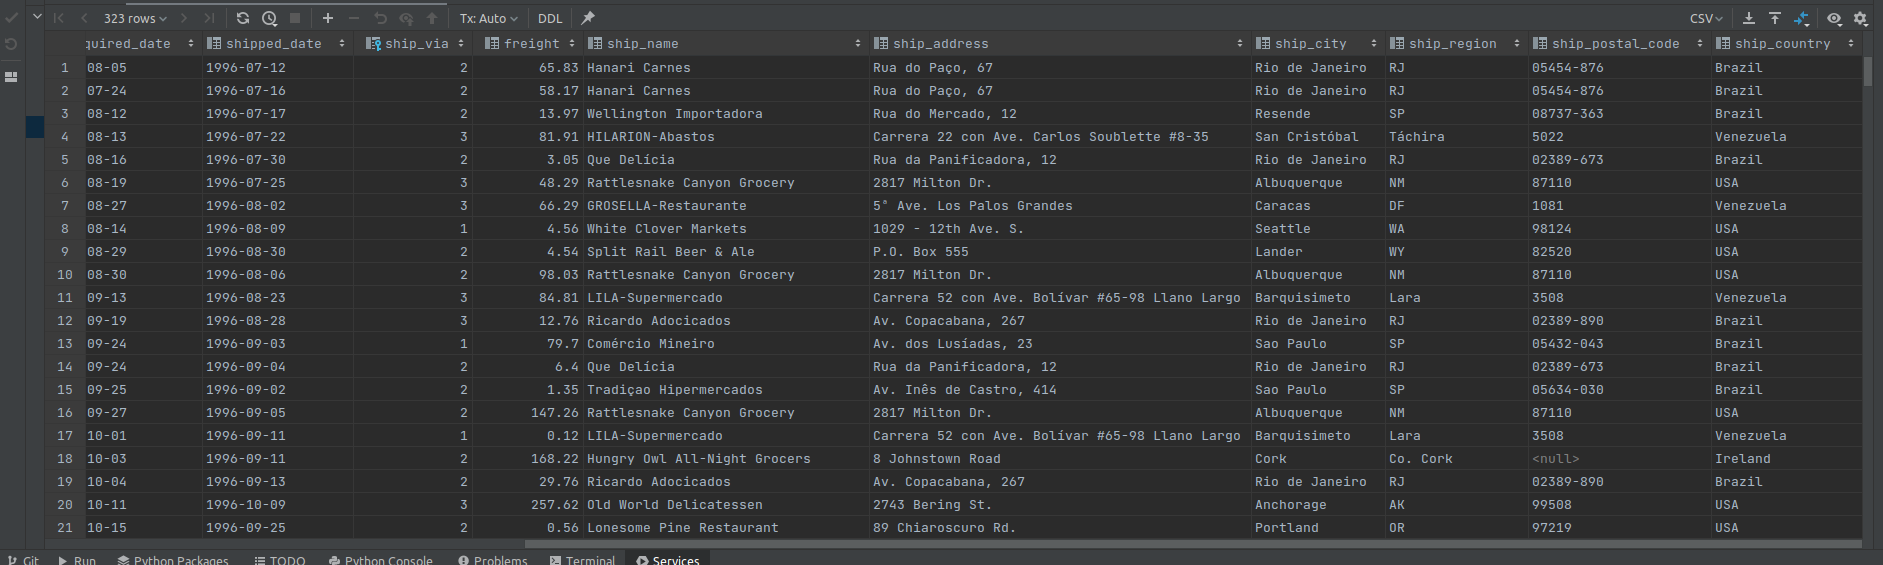 323 rows Tx: Auto DDL CSV
quired_date shipped_date ship_via freight ship_name ship_address ship_city ship_region ship_postal_code ship_country
1 08-05 1996-07-12 2 65.83 Hanari Carnes Rua do Paço, 67 Rio de Janeiro RJ 05454-876 Brazil
2 07-24 1996-07-16 2 58.17 Hanari Carnes Rua do Paço, 67 Rio de Janeiro RJ 05454-876 Brazil
3 08-12 1996-07-17 2 13.97 Wellington Importadora Rua do Mercado, 12 Resende SP 08737-363 Brazil
4 08-13 1996-07-22 3 81.91 HILARION-Abastos Carrera 22 con Ave. Carlos Soublette #8-35 San Cristóbal Táchira 5022 Venezuela
5 08-16 1996-07-30 2 3.05 Que Delícia Rua da Panificadora, 12 Rio de Janeiro RJ 02389-673 Brazil
6 08-19 1996-07-25 3 48.29 Rattlesnake Canyon Grocery 2817 Milton Dr. Albuquerque NM 87110 USA
7 08-27 1996-08-02 3 66.29 GROSELLA-Restaurante 5ª Ave. Los Palos Grandes Caracas DF 1081 Venezuela
8 08-14 1996-08-09 1 4.56 White Clover Markets 1029 - 12th Ave. S. Seattle WA 98124 USA
9 08-29 1996-08-30 2 4.54 Split Rail Beer & Ale P.O. Box 555 Lander WY 82520 USA
10 08-30 1996-08-06 2 98.03 Rattlesnake Canyon Grocery 2817 Milton Dr. Albuquerque NM 87110 USA
11 09-13 1996-08-23 3 84.81 LILA-Supermercado Carrera 52 con Ave. Bolívar #65-98 Llano Largo Barquisimeto Lara 3508 Venezuela
12 09-19 1996-08-28 3 12.76 Ricardo Adocicados Av. Copacabana, 267 Rio de Janeiro RJ 02389-890 Brazil
13 09-24 1996-09-03 1 79.7 Comércio Mineiro Av. dos Lusíadas, 23 Sao Paulo SP 05432-043 Brazil
14 09-24 1996-09-04 2 6.4 Que Delícia Rua da Panificadora, 12 Rio de Janeiro RJ 02389-673 Brazil
15 09-25 1996-09-02 2 1.35 Tradiçao Hipermercados Av. Inês de Castro, 414 Sao Paulo SP 05634-030 Brazil
16 09-27 1996-09-05 2 147.26 Rattlesnake Canyon Grocery 2817 Milton Dr. Albuquerque NM 87110 USA
17 10-01 1996-09-11 1 0.12 LILA-Supermercado Carrera 52 con Ave. Bolívar #65-98 Llano Largo Barquisimeto Lara 3508 Venezuela
18 10-03 1996-09-11 2 168.22 Hungry Owl All-Night Grocers 8 Johnstown Road Cork Co. Cork <null> Ireland
19 10-04 1996-09-13 2 29.76 Ricardo Adocicados Av. Copacabana, 267 Rio de Janeiro RJ 02389-890 Brazil
20 10-11 1996-10-09 3 257.62 Old World Delicatessen 2743 Bering St. Anchorage AK 99508 USA
21 10-15 1996-09-25 2 0.56 Lonesome Pine Restaurant 89 Chiaroscuro Rd. Portland OR 97219 USA
Git Run Python Packages TODO Python Console Problems Terminal Services